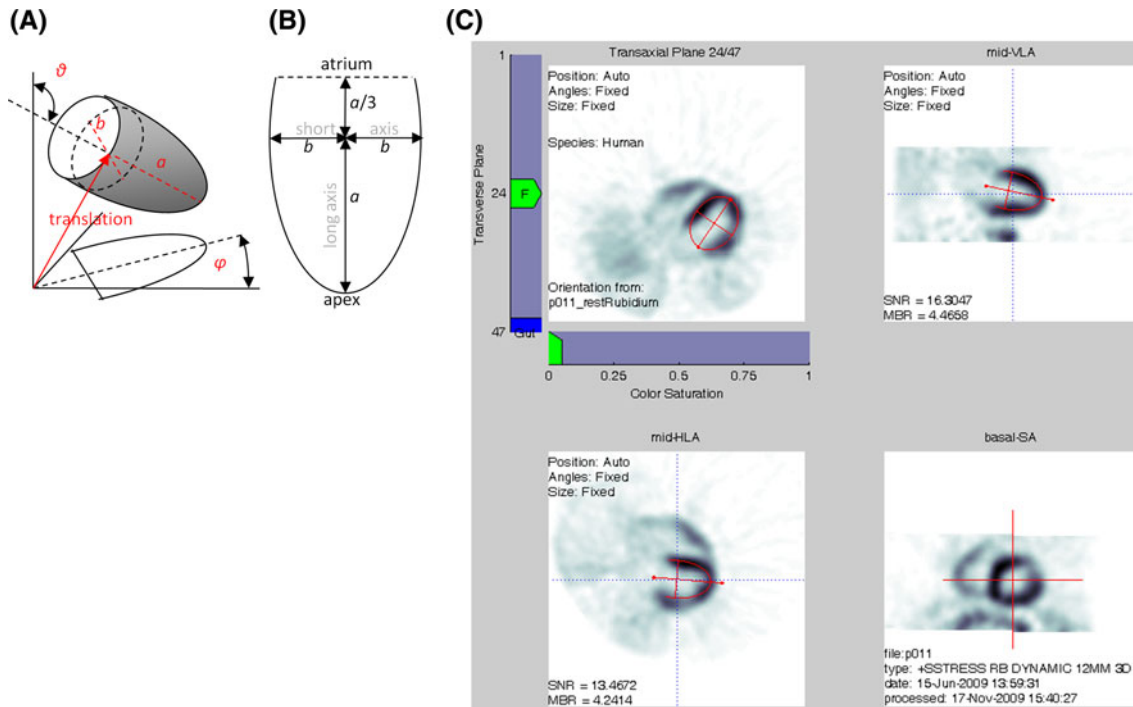 (A)
ϑ
b
a
translation
φ
(B)
atrium
a/3
short axis
b b
a
long axis
apex
(C)
Transaxial Plane 24/47
1
24
47
Transverse Plane
F
Gut
Position: Auto
Angles: Fixed
Size: Fixed
Species: Human
Orientation from:
p011_restRubidium
0 0.25 0.5 0.75 1
Color Saturation
mid-VLA
Position: Auto
Angles: Fixed
Size: Fixed
SNR = 16.3047
MBR = 4.4658
mid-HLA
Position: Auto
Angles: Fixed
Size: Fixed
SNR = 13.4672
MBR = 4.2414
basal-SA
file:p011
type: +SSTRESS RB DYNAMIC 12MM 3D
date: 15-Jun-2009 13:59:31
processed: 17-Nov-2009 15:40:27